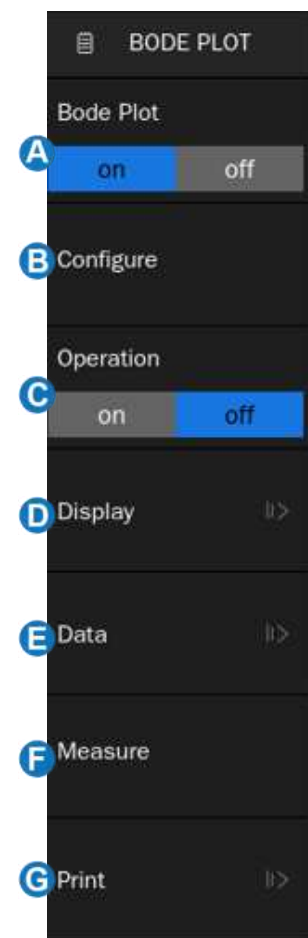 BODE PLOT
Bode Plot
A
on off
B Configure
Operation
C
on off
D Display
E Data
F Measure
G Print